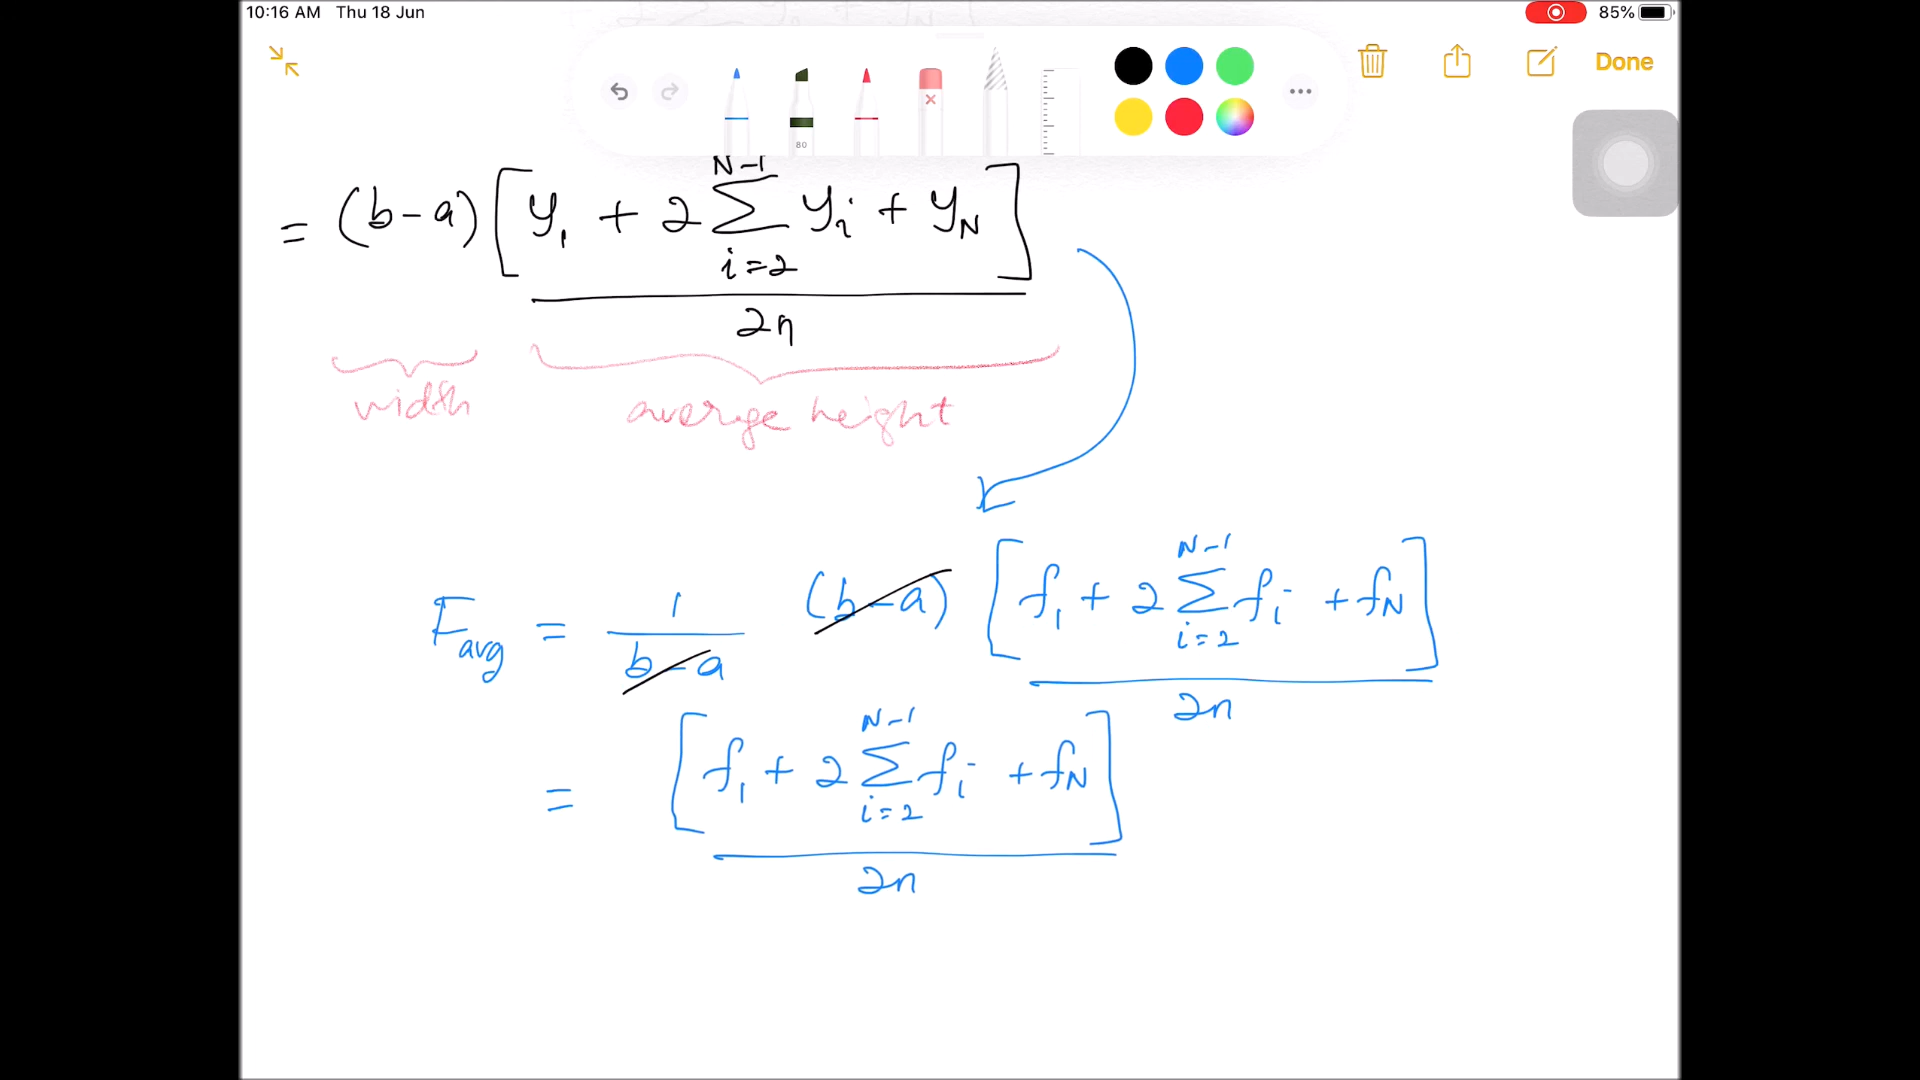 10:16 AM Thu 18 Jun 85%
Done
80
= (b-a) [y₁ + 2 ∑_{i=2}^{N-1} yᵢ + y_N] / 2n
width average height
F_avg = 1/(b-a) (b-a) [f₁ + 2 ∑_{i=2}^{N-1} fᵢ + f_N] / 2n
= [f₁ + 2 ∑_{i=2}^{N-1} fᵢ + f_N] / 2n